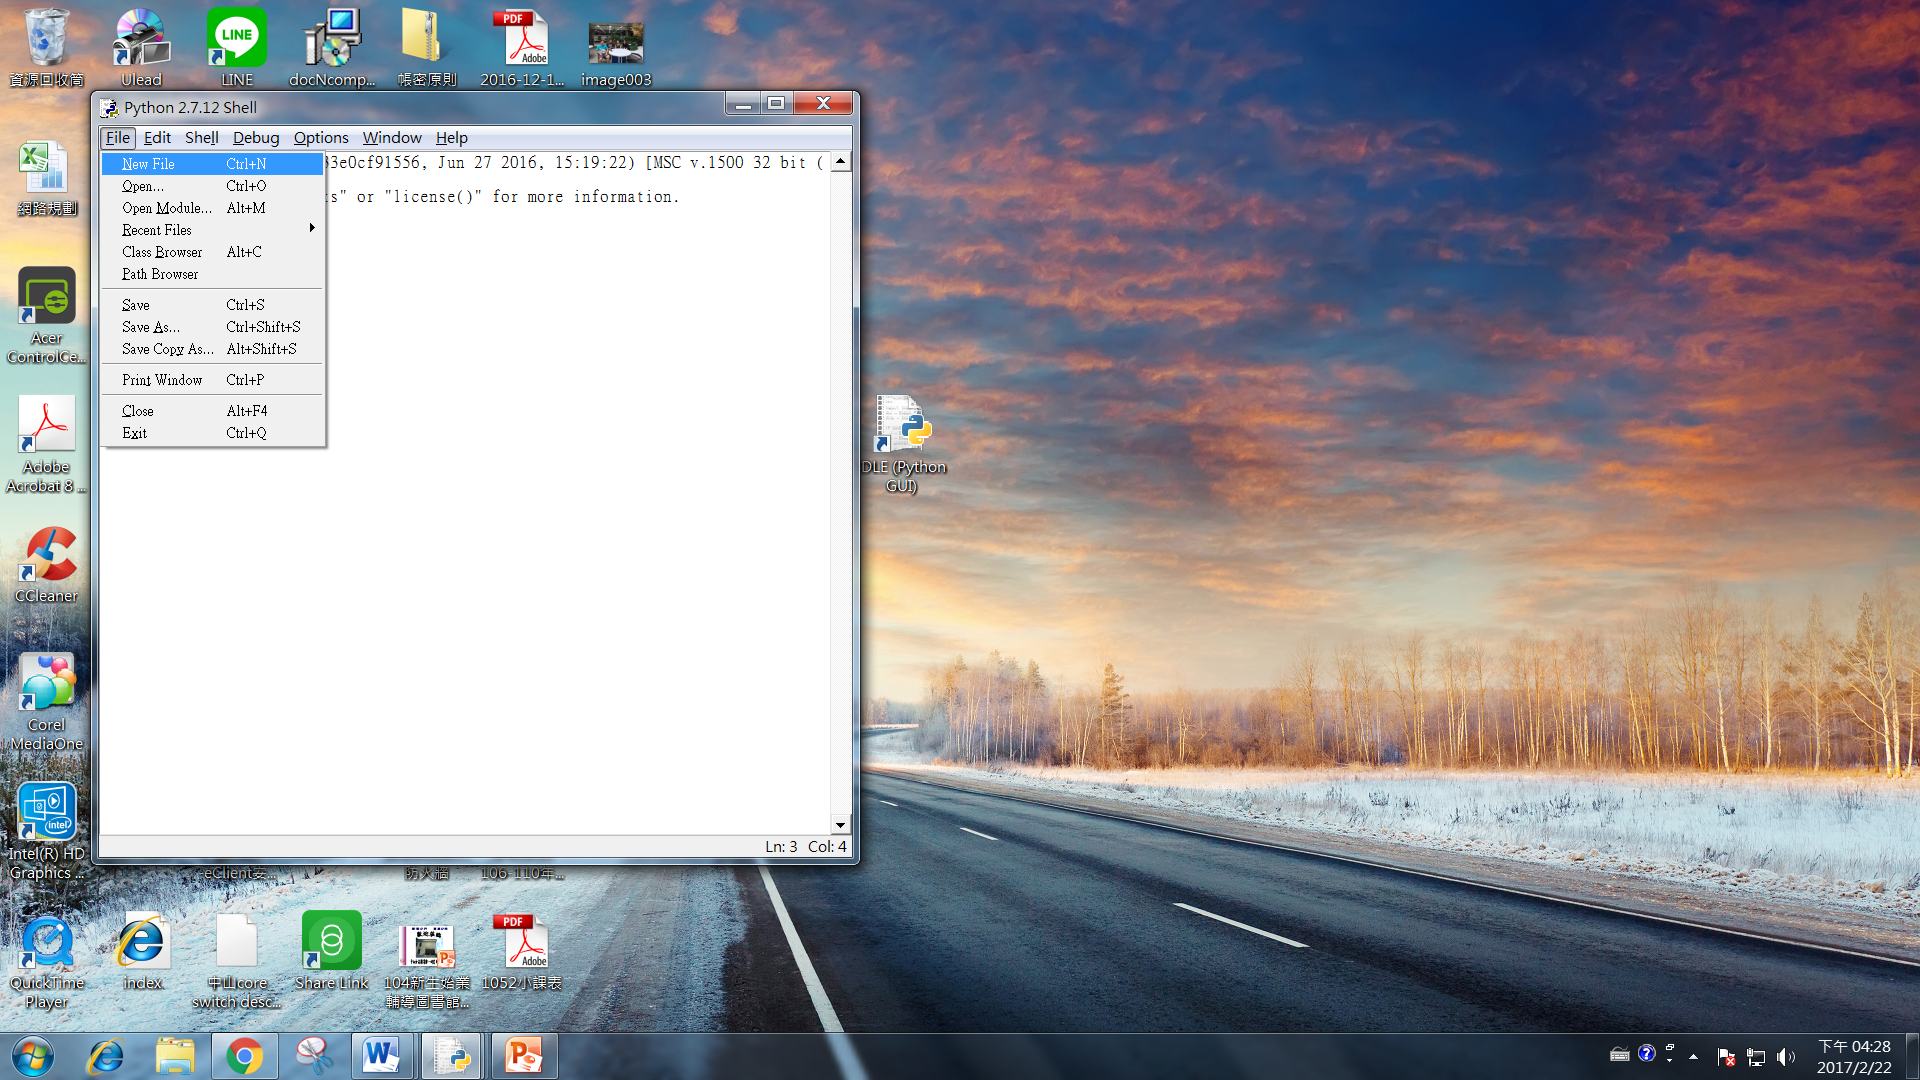 資源回收筒
Ulead
LINE
LINE
docNcomp...
帳密原則
PDF
Adobe
2016-12-1...
image003
Python 2.7.12 Shell
File Edit Shell Debug Options Window Help
New File Ctrl+N
Open... Ctrl+O
Open Module... Alt+M
Recent Files
Class Browser Alt+C
Path Browser
Save Ctrl+S
Save As... Ctrl+Shift+S
Save Copy As... Alt+Shift+S
Print Window Ctrl+P
Close Alt+F4
Exit Ctrl+Q
33e0cf91556, Jun 27 2016, 15:19:22) [MSC v.1500 32 bit (
s" or "license()" for more information.
Ln: 3 Col: 4
網路規劃
Acer
ControlCe...
Adobe
Acrobat 8 ...
CCleaner
Corel
MediaOne
intel
Intel(R) HD
Graphics ...
DLE (Python
GUI)
eClient安...
防火牆
106-110年...
QuickTime
Player
index
中山core
switch desc...
Share Link
104新生始業
輔導圖書館...
PDF
Adobe
1052小課表
下午 04:28
2017/2/22